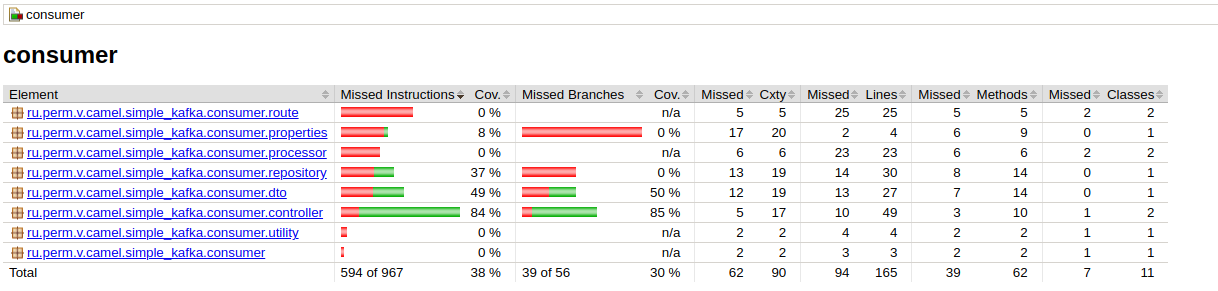 consumer
consumer
Element Missed Instructions Cov. Missed Branches Cov. Missed Cxty Missed Lines Missed Methods Missed Classes
ru.perm.v.camel.simple_kafka.consumer.route 0 % n/a 5 5 25 25 5 5 2 2
ru.perm.v.camel.simple_kafka.consumer.properties 8 % 0 % 17 20 2 4 6 9 0 1
ru.perm.v.camel.simple_kafka.consumer.processor 0 % n/a 6 6 23 23 6 6 2 2
ru.perm.v.camel.simple_kafka.consumer.repository 37 % 0 % 13 19 14 30 8 14 0 1
ru.perm.v.camel.simple_kafka.consumer.dto 49 % 50 % 12 19 13 27 7 14 0 1
ru.perm.v.camel.simple_kafka.consumer.controller 84 % 85 % 5 17 10 49 3 10 1 2
ru.perm.v.camel.simple_kafka.consumer.utility 0 % n/a 2 2 4 4 2 2 1 1
ru.perm.v.camel.simple_kafka.consumer 0 % n/a 2 2 3 3 2 2 1 1
Total 594 of 967 38 % 39 of 56 30 % 62 90 94 165 39 62 7 11